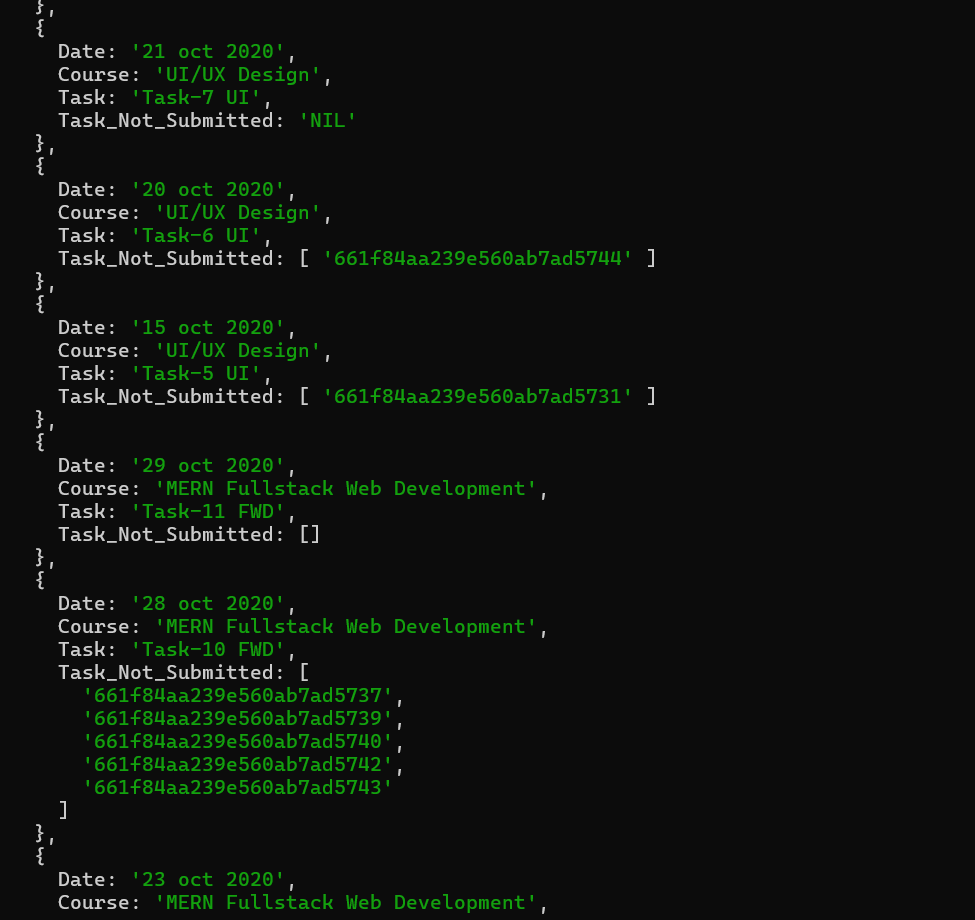 },
{
Date: '21 oct 2020',
Course: 'UI/UX Design',
Task: 'Task-7 UI',
Task_Not_Submitted: 'NIL'
},
{
Date: '20 oct 2020',
Course: 'UI/UX Design',
Task: 'Task-6 UI',
Task_Not_Submitted: [ '661f84aa239e560ab7ad5744' ]
},
{
Date: '15 oct 2020',
Course: 'UI/UX Design',
Task: 'Task-5 UI',
Task_Not_Submitted: [ '661f84aa239e560ab7ad5731' ]
},
{
Date: '29 oct 2020',
Course: 'MERN Fullstack Web Development',
Task: 'Task-11 FWD',
Task_Not_Submitted: []
},
{
Date: '28 oct 2020',
Course: 'MERN Fullstack Web Development',
Task: 'Task-10 FWD',
Task_Not_Submitted: [
'661f84aa239e560ab7ad5737',
'661f84aa239e560ab7ad5739',
'661f84aa239e560ab7ad5740',
'661f84aa239e560ab7ad5742',
'661f84aa239e560ab7ad5743'
]
},
{
Date: '23 oct 2020',
Course: 'MERN Fullstack Web Development',